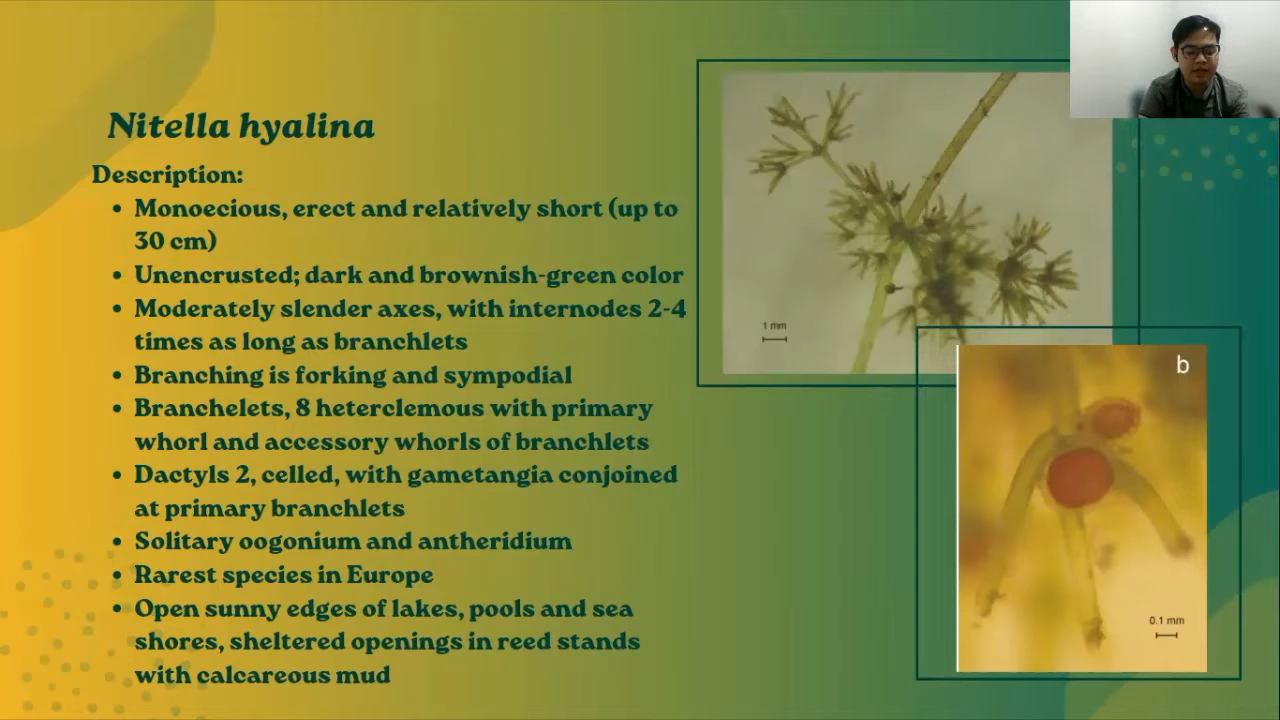 Nitella hyalina
Description:
• Monoecious, erect and relatively short (up to
30 cm)
• Unencrusted; dark and brownish-green color
• Moderately slender axes, with internodes 2-4
times as long as branchlets
• Branching is forking and sympodial
• Branchelets, 8 heterclemous with primary
whorl and accessory whorls of branchlets
• Dactyls 2, celled, with gametangia conjoined
at primary branchlets
• Solitary oogonium and antheridium
• Rarest species in Europe
• Open sunny edges of lakes, pools and sea
shores, sheltered openings in reed stands
with calcareous mud
1 mm
b
0.1 mm